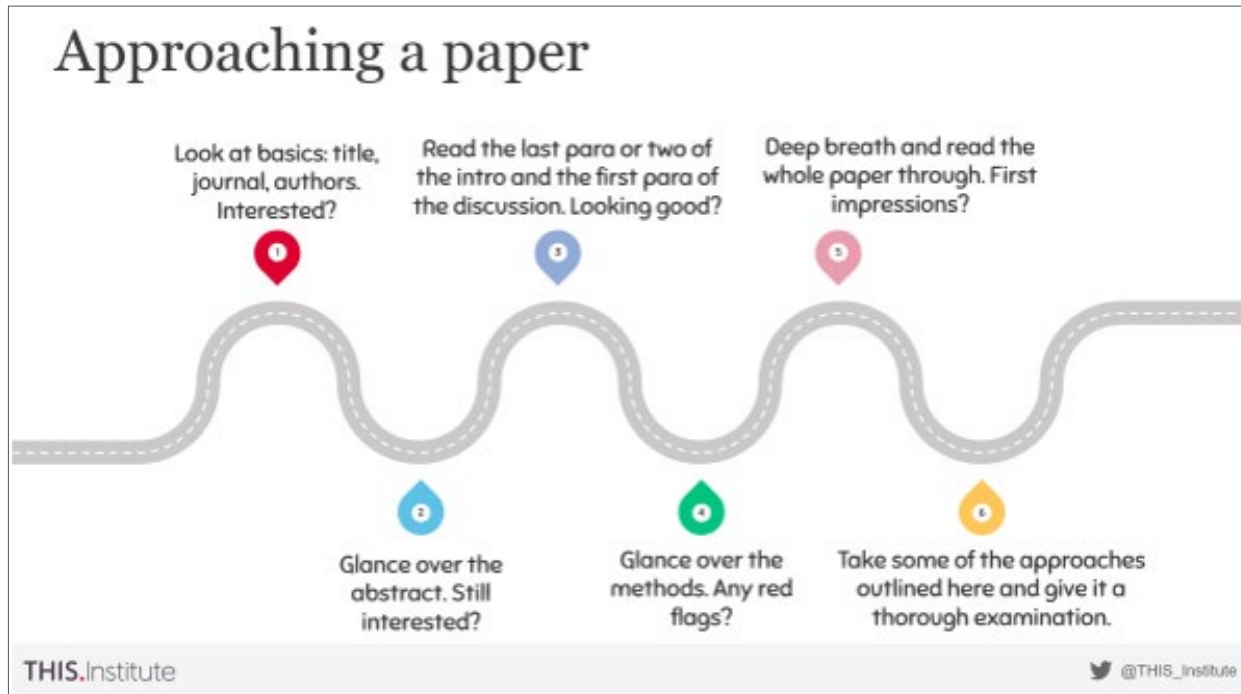 Approaching a paper
Look at basics: title,
journal, authors.
Interested?
1
2
Glance over the
abstract. Still
interested?
Read the last para or two of
the intro and the first para of
the discussion. Looking good?
3
4
Glance over the
methods. Any red
flags?
Deep breath and read the
whole paper through. First
impressions?
5
6
Take some of the approaches
outlined here and give it a
thorough examination.
THIS.Institute
@THIS_Institute